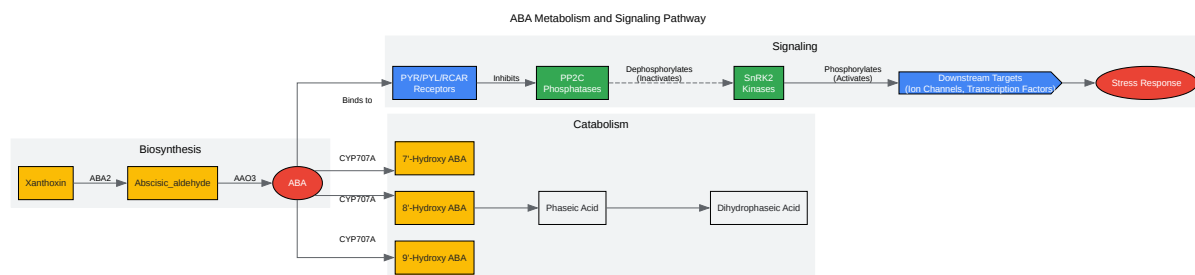 ABA Metabolism and Signaling Pathway
Signaling
PYR/PYL/RCAR
Receptors
Inhibits
PP2C
Phosphatases
Dephosphorylates
(Inactivates)
SnRK2
Kinases
Phosphorylates
(Activates)
Downstream Targets
(Ion Channels, Transcription Factors)
Stress Response
Binds to
Catabolism
Biosynthesis
Xanthoxin
ABA2
Abscisic_aldehyde
AAO3
ABA
CYP707A
7'-Hydroxy ABA
CYP707A
8'-Hydroxy ABA
Phaseic Acid
Dihydrophaseic Acid
CYP707A
9'-Hydroxy ABA